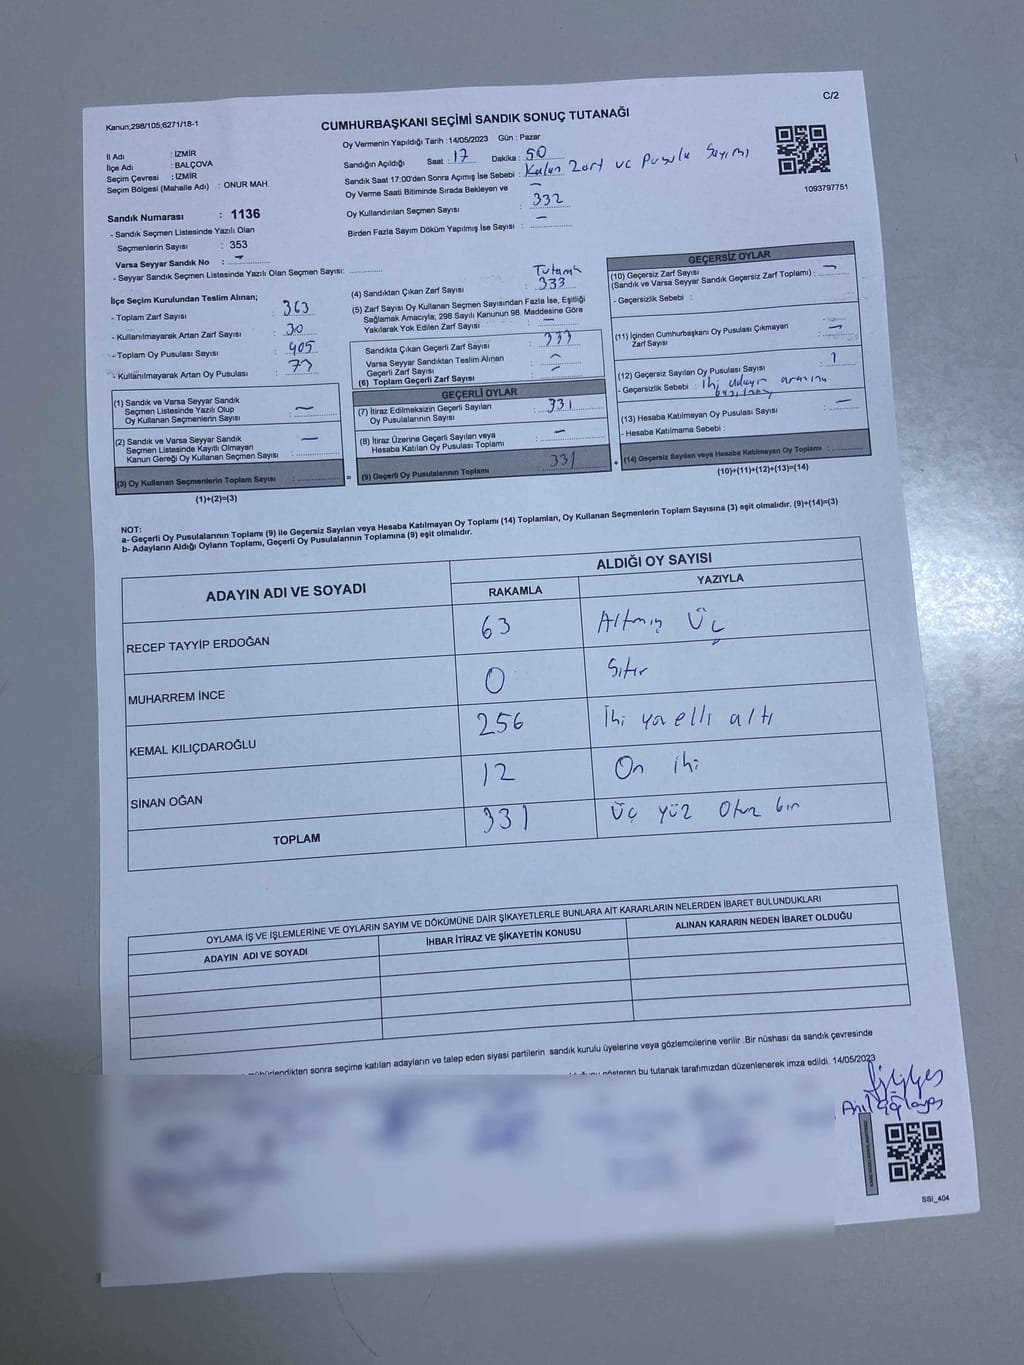 Kanun,298/105,6271/18-1
C/2
CUMHURBAŞKANI SEÇİMİ SANDIK SONUÇ TUTANAĞI
İl Adı : İZMİR
İlçe Adı : BALÇOVA
Seçim Çevresi : İZMİR
Seçim Bölgesi (Mahalle Adı) : ONUR MAH.
Sandık Numarası : 1136
- Sandık Seçmen Listesinde Yazılı Olan
Seçmenlerin Sayısı : 353
Varsa Seyyar Sandık No : -
- Seyyar Sandık Seçmen Listesinde Yazılı Olan Seçmen Sayısı:
Oy Vermenin Yapıldığı Tarih :14/05/2023 Gün : Pazar
Sandığın Açıldığı Saat : 17 Dakika : 50
Sandık Saat 17:00'den Sonra Açımış İse Sebebi : Kalan Zarf ve Pusula Sayımı
Oy Verme Saati Bitiminde Sırada Bekleyen ve -
Oy Kullandırılan Seçmen Sayısı : 332
Birden Fazla Sayım Döküm Yapılmış İse Sayısı : -
1093797751
İlçe Seçim Kurulundan Teslim Alınan;
- Toplam Zarf Sayısı : 363
- Kullanılmayarak Artan Zarf Sayısı : 30
- Toplam Oy Pusulası Sayısı : 405
- Kullanılmayarak Artan Oy Pusulası : 73
(1) Sandık ve Varsa Seyyar Sandık
Seçmen Listesinde Yazılı Olup
Oy Kullanan Seçmenlerin Sayısı : -
(2) Sandık ve Varsa Seyyar Sandık
Seçmen Listesinde Kayıtlı Olmayan
Kanun Gereği Oy Kullanan Seçmen Sayısı : -
(3) Oy Kullanan Seçmenlerin Toplam Sayısı :
(1)+(2)=(3)
(4) Sandıktan Çıkan Zarf Sayısı : 333
(5) Zarf Sayısı Oy Kullanan Seçmen Sayısından Fazla İse, Eşitliği
Sağlamak Amacıyla; 298 Sayılı Kanunun 98. Maddesine Göre
Yakılarak Yok Edilen Zarf Sayısı : -
Sandıkta Çıkan Geçerli Zarf Sayısı : 333
Varsa Seyyar Sandıktan Teslim Alınan
Geçerli Zarf Sayısı : -
(6) Toplam Geçerli Zarf Sayısı : -
GEÇERLİ OYLAR
(7) İtiraz Edilmeksizin Geçerli Sayılan
Oy Pusulalarının Sayısı : 331
(8) İtiraz Üzerine Geçerli Sayılan veya
Hesaba Katılan Oy Pusulası Toplamı : -
= (9) Geçerli Oy Pusulalarının Toplamı : 331
GEÇERSİZ OYLAR
(10) Geçersiz Zarf Sayısı
(Sandık ve Varsa Seyyar Sandık Geçersiz Zarf Toplamı) : -
- Geçersizlik Sebebi :
(11) İçinden Cumhurbaşkanı Oy Pusulası Çıkmayan
Zarf Sayısı : -
(12) Geçersiz Sayılan Oy Pusulası Sayısı : 1
- Geçersizlik Sebebi : İki adayın arasına
(13) Hesaba Katılmayan Oy Pusulası Sayısı : -
- Hesaba Katılmama Sebebi :
+ (14) Geçersiz Sayılan veya Hesaba Katılmayan Oy Toplamı :
(10)+(11)+(12)+(13)=(14)
NOT:
a- Geçerli Oy Pusulalarının Toplamı (9) ile Geçersiz Sayılan veya Hesaba Katılmayan Oy Toplamı (14) Toplamları, Oy Kullanan Seçmenlerin Toplam Sayısına (3) eşit olmalıdır. (9)+(14)=(3)
b- Adayların Aldığı Oyların Toplamı, Geçerli Oy Pusulalarının Toplamına (9) eşit olmalıdır.
ADAYIN ADI VE SOYADI
ALDIĞI OY SAYISI
RAKAMLA YAZIYLA
RECEP TAYYİP ERDOĞAN 63 Altmış Üç
MUHARREM İNCE 0 Sıfır
KEMAL KILIÇDAROĞLU 256 İki yüz elli altı
SİNAN OĞAN 12 On iki
TOPLAM 331 Üç yüz Otuz bir
OYLAMA İŞ VE İŞLEMLERİNE VE OYLARIN SAYIM VE DÖKÜMÜNE DAİR ŞİKAYETLERLE BUNLARA AİT KARARLARIN NELERDEN İBARET BULUNDUKLARI
ADAYIN ADI VE SOYADI
İHBAR İTİRAZ VE ŞİKAYETİN KONUSU
ALINAN KARARIN NEDEN İBARET OLDUĞU
sonra seçime katılan adayların ve talep eden siyasi partilerin sandık kurulu üyelerine veya gözlemcilerine verilir .Bir nüshası da sandık çevresinde
gösteren bu tutanak tarafımızdan düzenlenerek imza edildi. 14/05/2023
SSİ_404